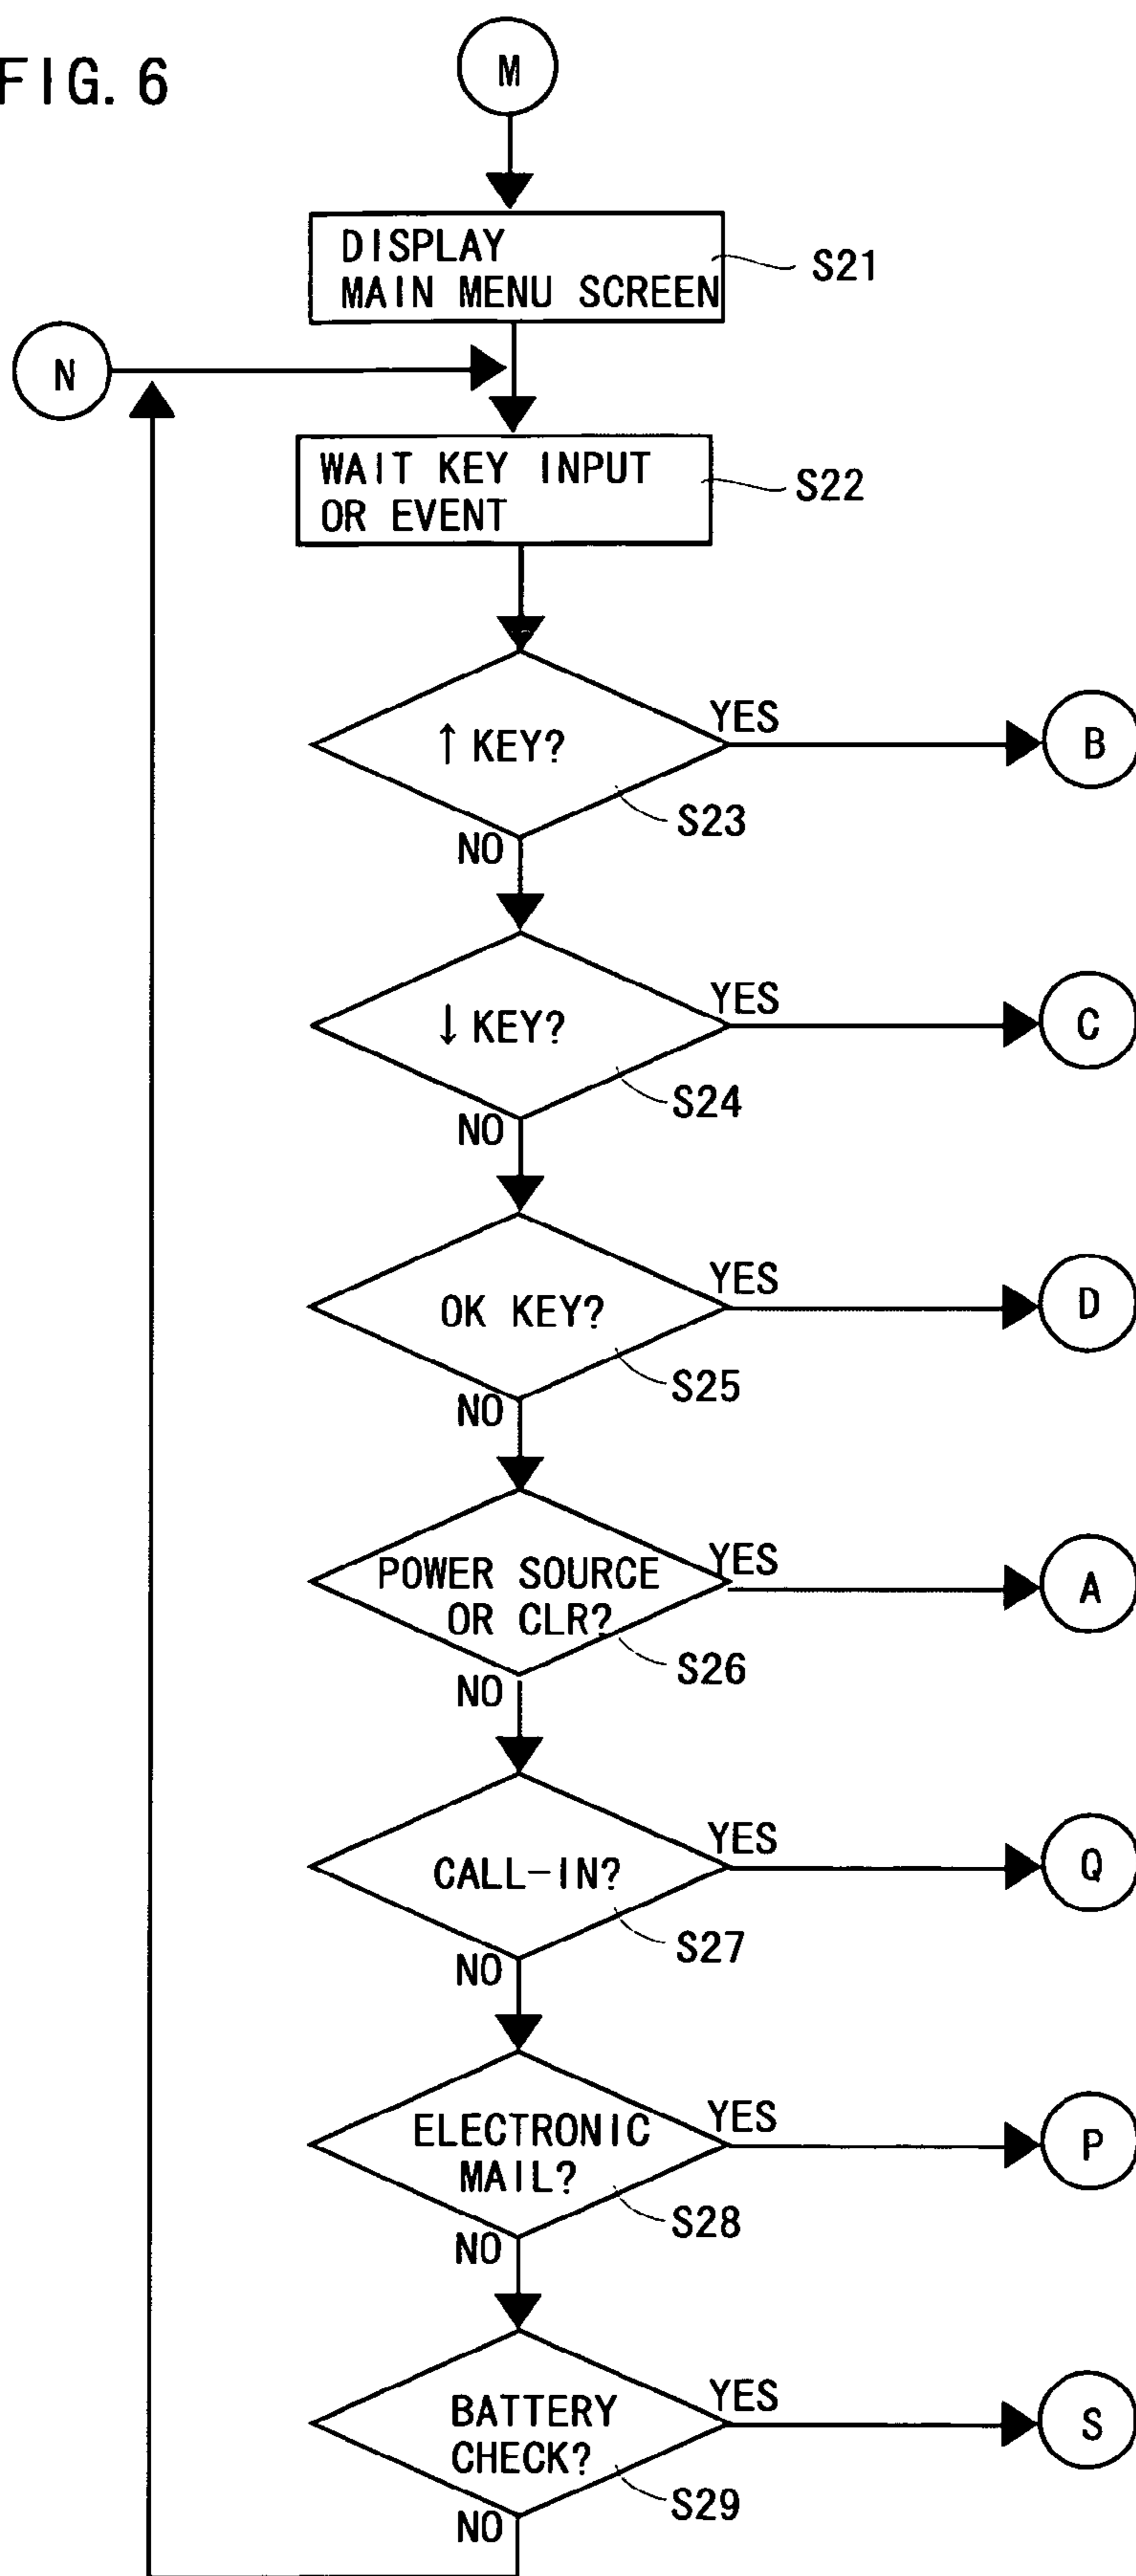 FIG. 6
M
DISPLAY
MAIN MENU SCREEN
S21
N
WAIT KEY INPUT
OR EVENT
S22
↑ KEY?
YES
B
S23
NO
↓ KEY?
YES
C
S24
NO
OK KEY?
YES
D
S25
NO
POWER SOURCE
OR CLR?
YES
A
S26
NO
CALL-IN?
YES
Q
S27
NO
ELECTRONIC
MAIL?
YES
P
S28
NO
BATTERY
CHECK?
YES
S
S29
NO